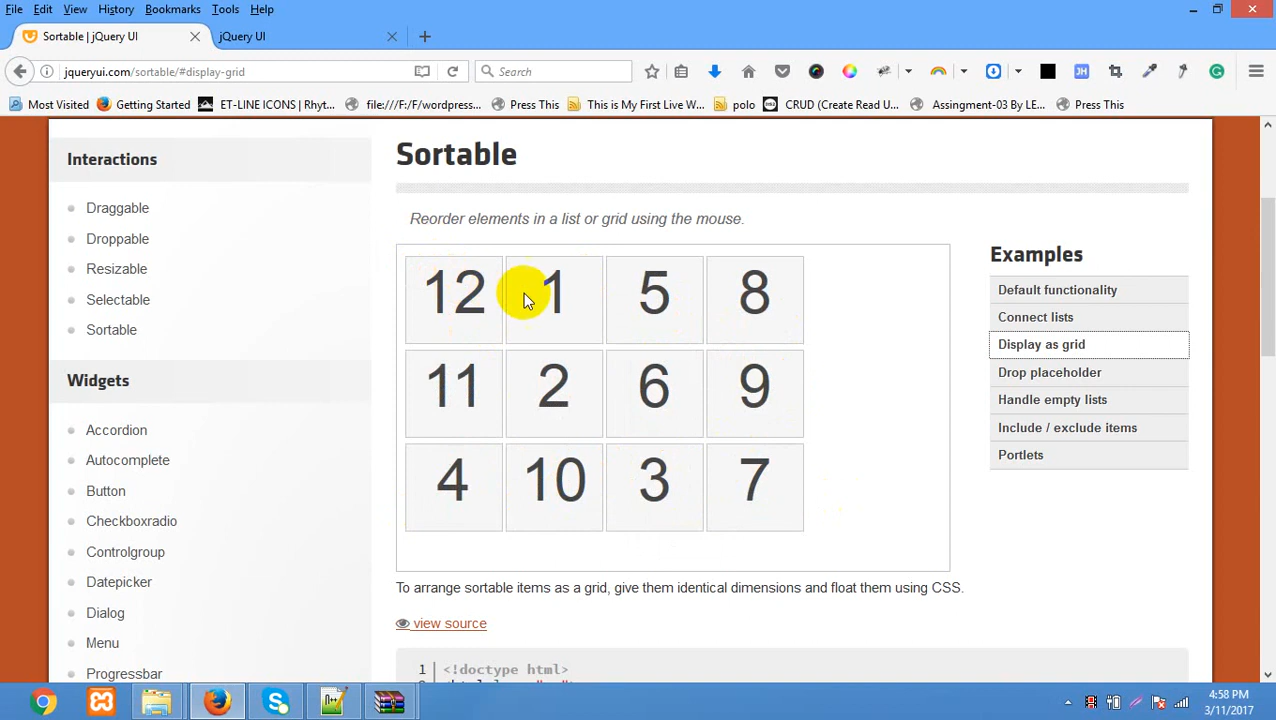 File Edit View History Bookmarks Tools Help
Sortable | jQuery UI
jQuery UI
jqueryui.com/sortable/#display-grid
Search
JH
Most Visited Getting Started ET-LINE ICONS | Rhyt... file:///F:/F/wordpress... Press This This is My First Live W... polo CRUD (Create Read U... Assingment-03 By LE... Press This
Interactions
Draggable
Droppable
Resizable
Selectable
Sortable
Widgets
Accordion
Autocomplete
Button
Checkboxradio
Controlgroup
Datepicker
Dialog
Menu
Progressbar
Sortable
Reorder elements in a list or grid using the mouse.
12 1 5 8
11 2 6 9
4 10 3 7
To arrange sortable items as a grid, give them identical dimensions and float them using CSS.
view source
1 <!doctype html>
Examples
Default functionality
Connect lists
Display as grid
Drop placeholder
Handle empty lists
Include / exclude items
Portlets
4:58 PM
3/11/2017